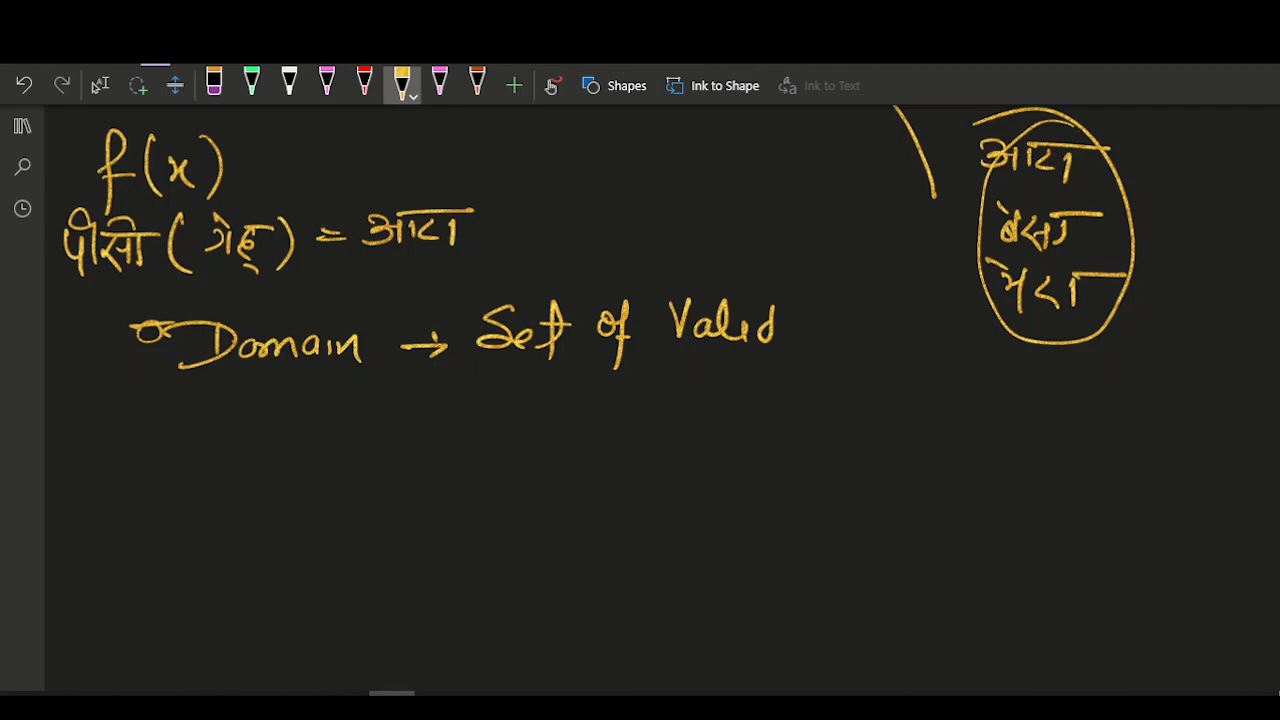 Shapes Ink to Shape Ink to Text
f(x)
पीसो (गेहू) = आटा
Domain → Set of Valid
आटा
बेसन
मैदा